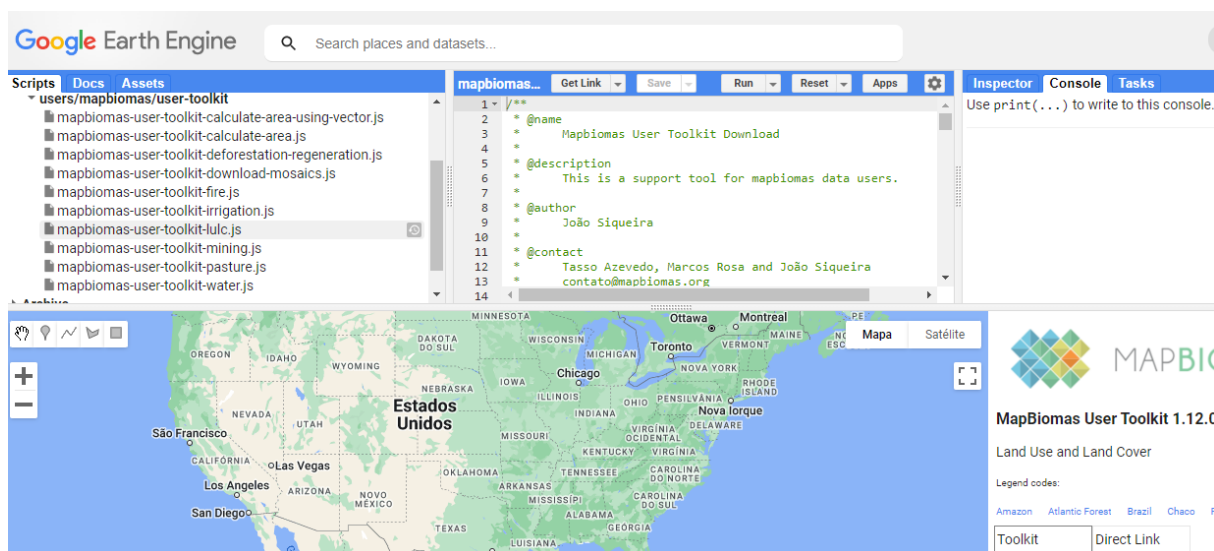 Google Earth Engine
Search places and datasets...
Scripts Docs Assets
users/mapbiomas/user-toolkit
mapbiomas-user-toolkit-calculate-area-using-vector.js
mapbiomas-user-toolkit-calculate-area.js
mapbiomas-user-toolkit-deforestation-regeneration.js
mapbiomas-user-toolkit-download-mosaics.js
mapbiomas-user-toolkit-fire.js
mapbiomas-user-toolkit-irrigation.js
mapbiomas-user-toolkit-lulc.js
mapbiomas-user-toolkit-mining.js
mapbiomas-user-toolkit-pasture.js
mapbiomas-user-toolkit-water.js
Archive
mapbiomas... Get Link Save Run Reset Apps
1 /**
2 * @name
3 * Mapbiomas User Toolkit Download
4 *
5 * @description
6 * This is a support tool for mapbiomas data users.
7 *
8 * @author
9 * João Siqueira
10 *
11 * @contact
12 * Tasso Azevedo, Marcos Rosa and João Siqueira
13 * contato@mapbiomas.org
14
Inspector Console Tasks
Use print(...) to write to this console.
Mapa Satélite
MINNESOTA
Ottawa
Montreal
PE
DAKOTA
DO SUL
WISCONSIN
MICHIGAN
Toronto
VERMONT
MAINE
NO
ESC
OREGON
IDAHO
WYOMING
Chicago
NOVA YORK
NEBRASKA
IOWA
ILLINOIS
INDIANA
OHIO
PENSILVÂNIA
RHODE
ISLAND
Nova Iorque
NEVADA
UTAH
Estados
Unidos
MISSOURI
VIRGÍNIA
OCIDENTAL
DELAWARE
São Francisco
KENTUCKY
VIRGÍNIA
CALIFÓRNIA
Las Vegas
OKLAHOMA
TENNESSEE
CAROLINA
DO NORTE
Los Angeles
ARIZONA
NOVO
MÉXICO
ARKANSAS
MISSISSÍPI
CAROLINA
DO SUL
San Diego
ALABAMA
TEXAS
GEÓRGIA
LUISIANA
MAPBIO
MapBiomas User Toolkit 1.12.0
Land Use and Land Cover
Legend codes:
Amazon Atlantic Forest Brazil Chaco
Toolkit Direct Link